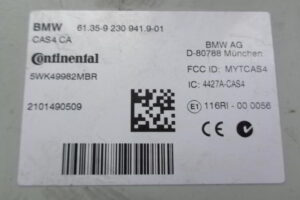 BMW 61.35-9 230 941.9-01
CAS4 CA
BMW AG
D-80788 München
Continental
FCC ID: MYTCAS4
5WK49982MBR
IC: 4427A-CAS4
2101490509
E1 116RI- 00 0056